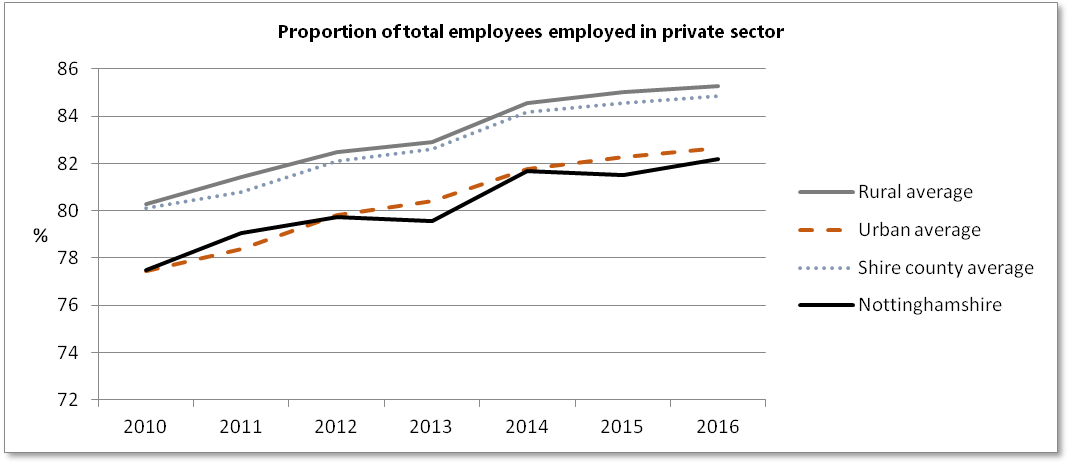 Proportion of total employees employed in private sector
86
84
82
80
78
76
74
72
%
2010 2011 2012 2013 2014 2015 2016
Rural average
Urban average
Shire county average
Nottinghamshire